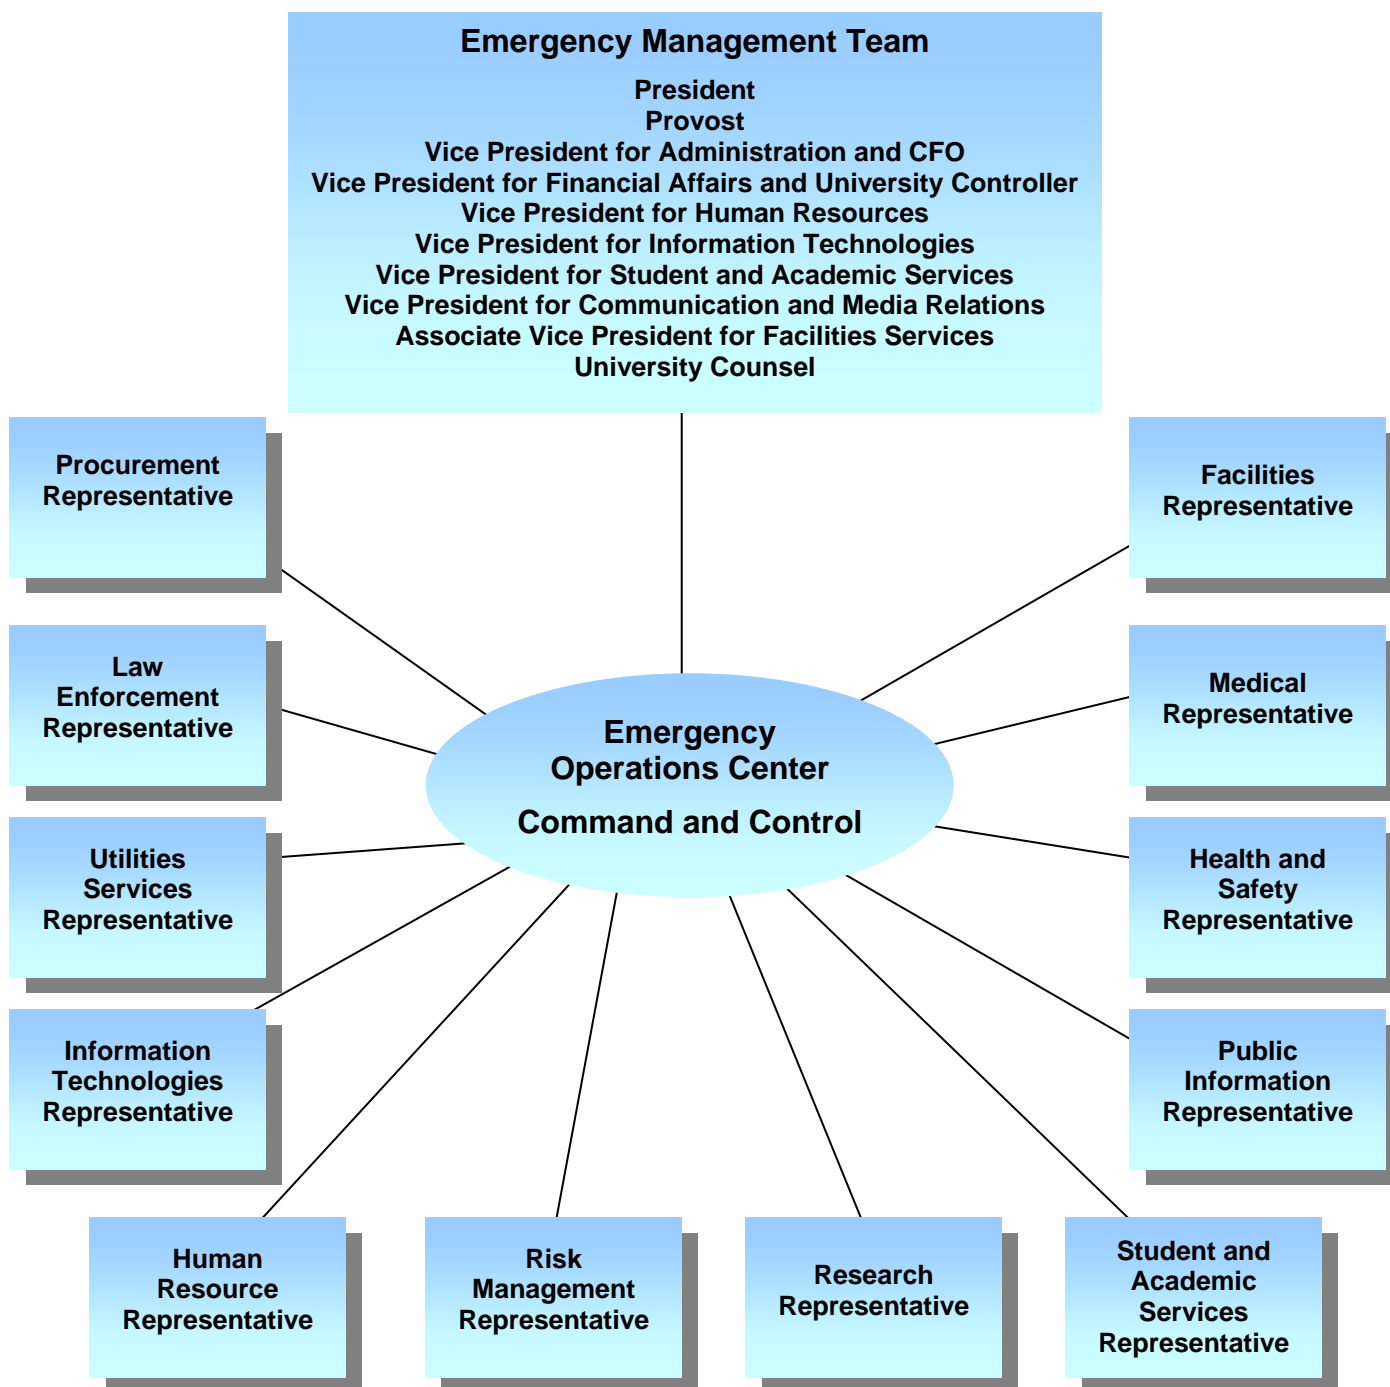 Emergency Management Team
President
Provost
Vice President for Administration and CFO
Vice President for Financial Affairs and University Controller
Vice President for Human Resources
Vice President for Information Technologies
Vice President for Student and Academic Services
Vice President for Communication and Media Relations
Associate Vice President for Facilities Services
University Counsel
Procurement
Representative
Facilities
Representative
Law
Enforcement
Representative
Medical
Representative
Emergency
Operations Center
Command and Control
Utilities
Services
Representative
Health and
Safety
Representative
Information
Technologies
Representative
Public
Information
Representative
Human
Resource
Representative
Risk
Management
Representative
Research
Representative
Student and
Academic
Services
Representative